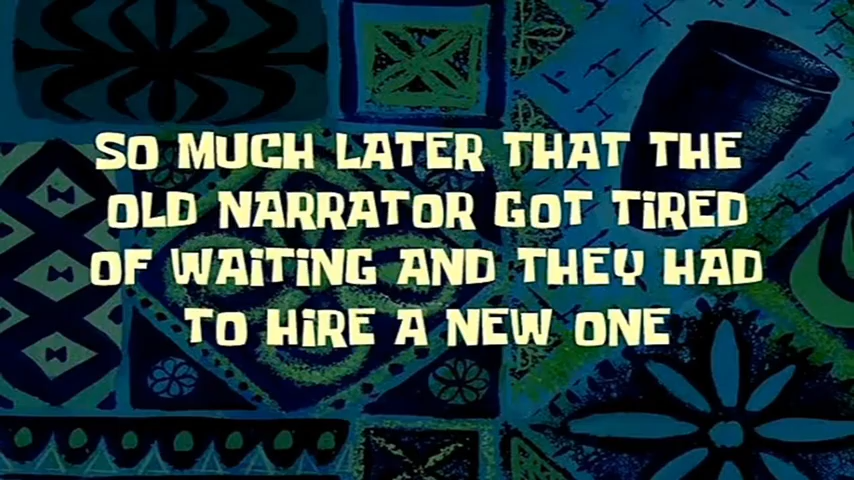 SO MUCH LATER THAT THE
OLD NARRATOR GOT TiRED
OF WAiTiNG AND THEY HAD
TO HiRE A NEW ONE